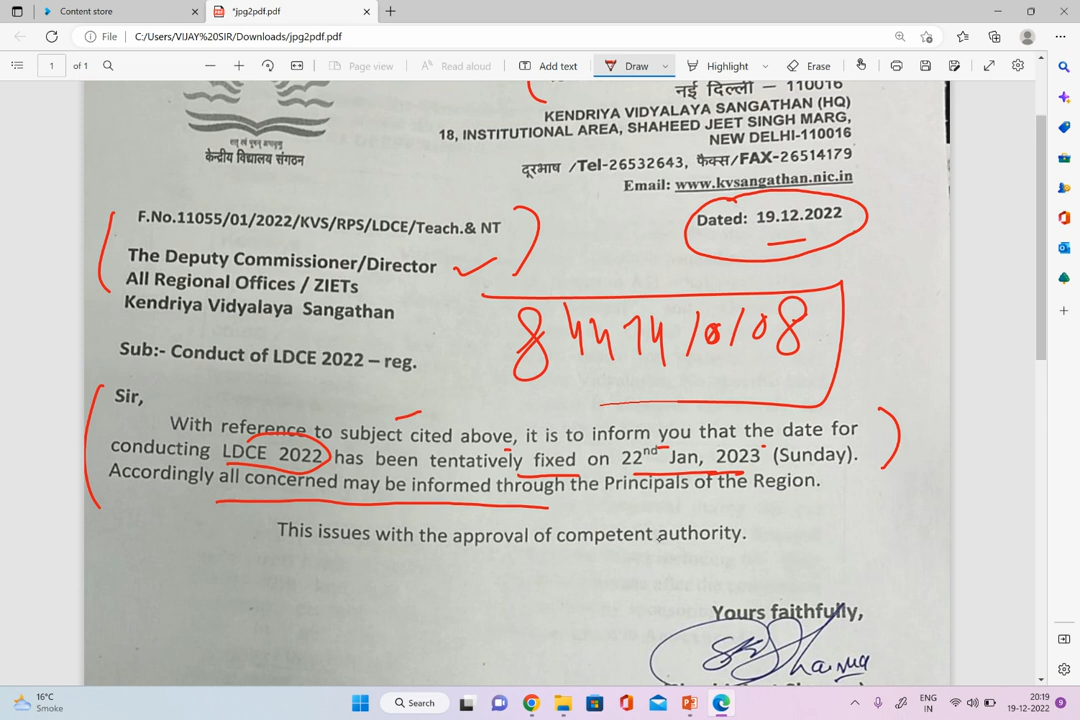 Content store
*jpg2pdf.pdf
File
C:/Users/VIJAY%20SIR/Downloads/jpg2pdf.pdf
1 of 1
Page view
Read aloud
Add text
Draw
Highlight
Erase
नई दिल्ली – 110016
KENDRIYA VIDYALAYA SANGATHAN (HQ)
18, INSTITUTIONAL AREA, SHAHEED JEET SINGH MARG,
NEW DELHI-110016
केन्द्रीय विद्यालय संगठन
दूरभाष /Tel-26532643, फैक्स/FAX-26514179
Email: www.kvsangathan.nic.in
F.No.11055/01/2022/KVS/RPS/LDCE/Teach.& NT
Dated: 19.12.2022
The Deputy Commissioner/Director
All Regional Offices / ZIETs
Kendriya Vidyalaya Sangathan
Sub:- Conduct of LDCE 2022 – reg.
Sir,
With reference to subject cited above, it is to inform you that the date for
conducting LDCE 2022 has been tentatively fixed on 22nd Jan, 2023 (Sunday).
Accordingly all concerned may be informed through the Principals of the Region.
This issues with the approval of competent authority.
Yours faithfully,
16°C
Smoke
Search
ENG
IN
20:19
19-12-2022
9